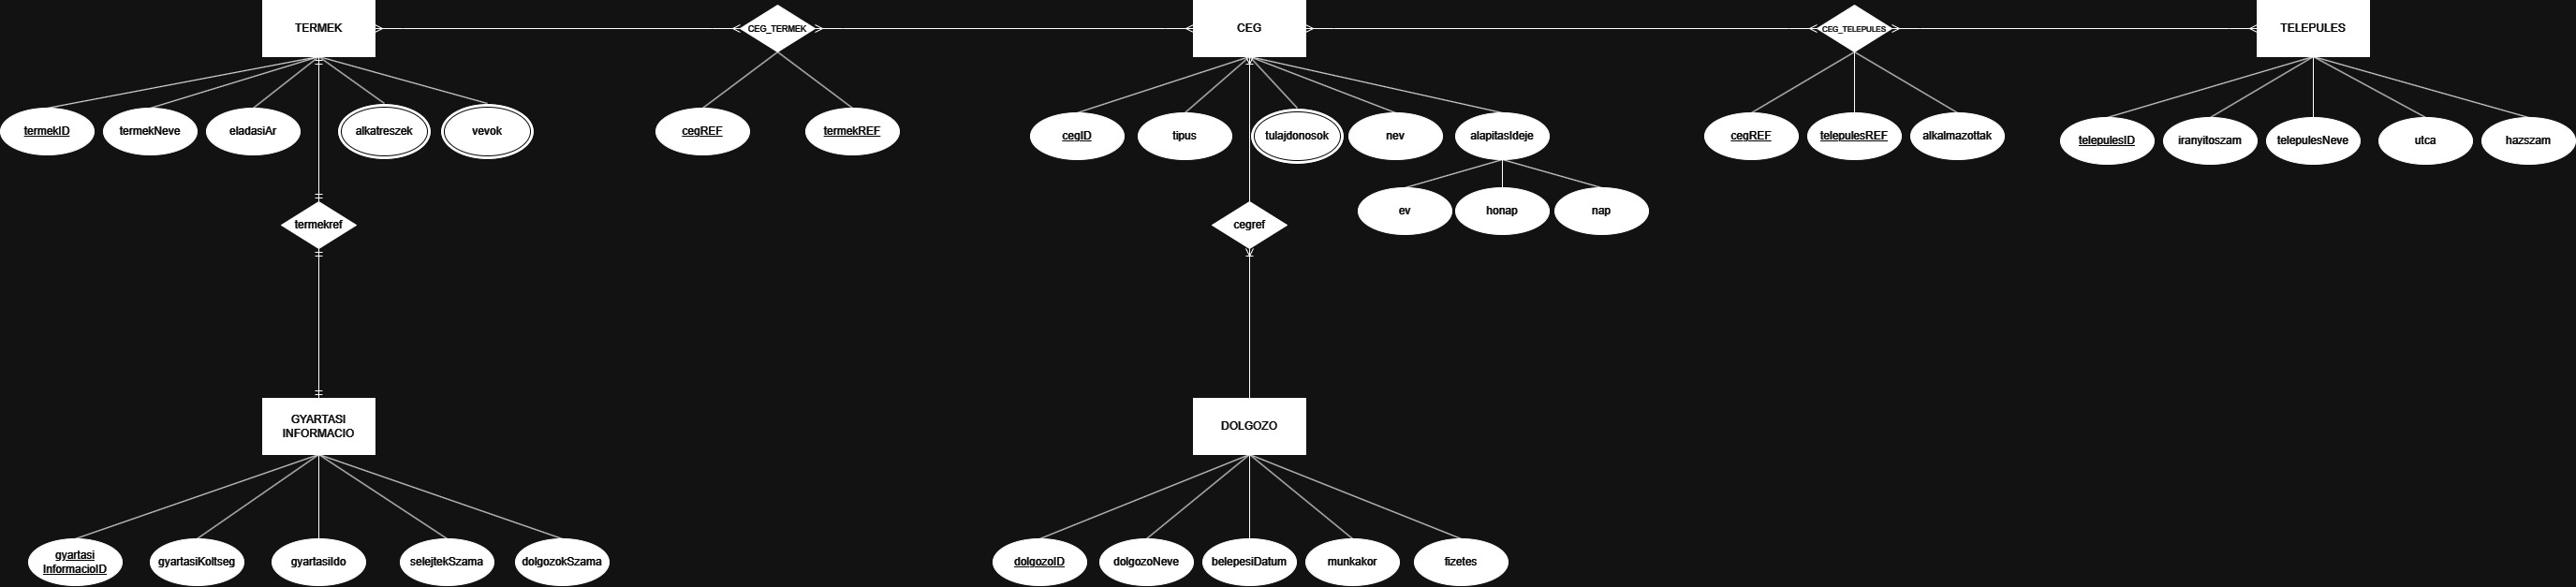 TERMEK
CEG_TERMEK
CEG
CEG_TELEPULES
TELEPULES
termekID
termekNeve
eladasiAr
alkatreszek
vevok
cegREF
termekREF
cegID
tipus
tulajdonosok
nev
alapitasIdeje
cegREF
telepulesREF
alkalmazottak
telepulesID
iranyitoszam
telepulesNeve
utca
hazszam
ev
honap
nap
termekref
cegref
GYARTASI
INFORMACIO
DOLGOZO
gyartasi
InformacioID
gyartasiKoltseg
gyartasiIdo
selejtekSzama
dolgozokSzama
dolgozoID
dolgozoNeve
belepesiDatum
munkakor
fizetes